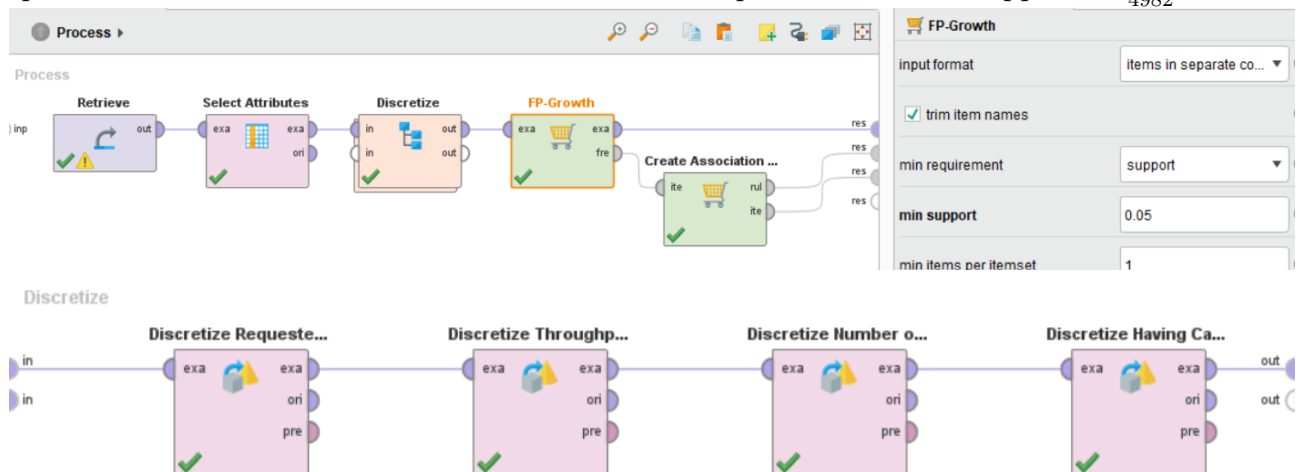 4982
Process
FP-Growth
Process
input format
items in separate co...
Retrieve
Select Attributes
Discretize
FP-Growth
inp
out
exa
exa
ori
in
out
in
out
exa
exa
fre
res
res
res
res
trim item names
Create Association ...
ite
rul
ite
min requirement
support
min support
0.05
min items per itemset
1
Discretize
Discretize Requeste...
Discretize Throughp...
Discretize Number o...
Discretize Having Ca...
in
in
exa
exa
ori
pre
exa
exa
ori
pre
exa
exa
ori
pre
exa
exa
ori
pre
out
out